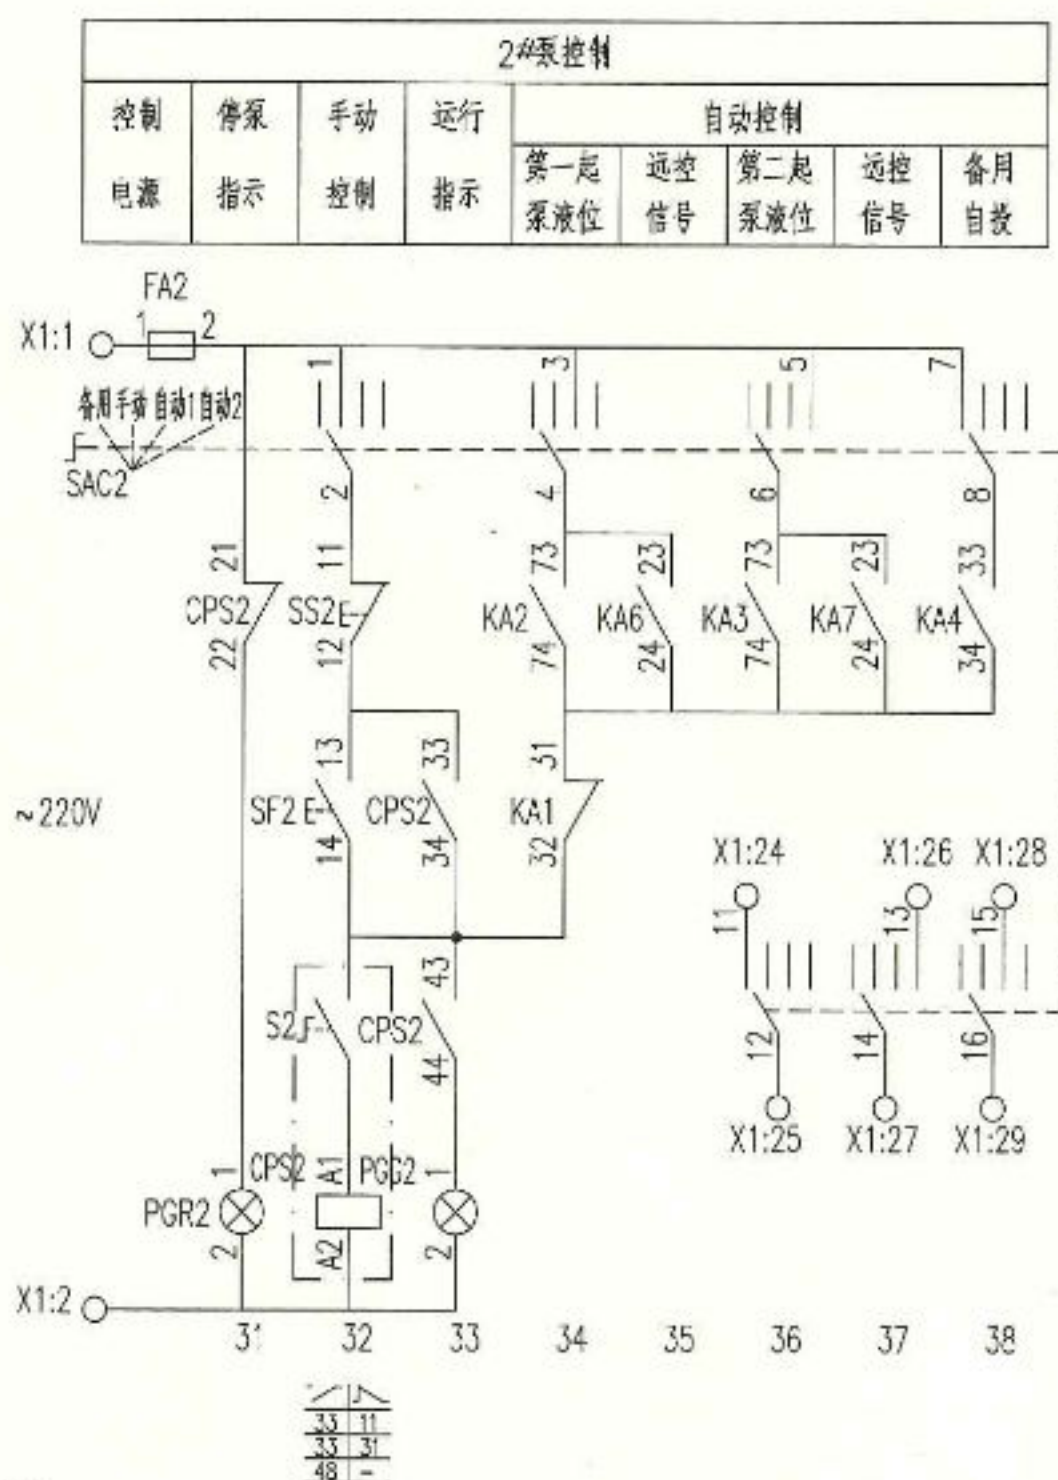 2#泵控制
控制 停泵 手动 运行 自动控制
电源 指示 控制 指示
第一起 远控 第二起 远控 备用
泵液位 信号 泵液位 信号 自投
FA2
X1:1 1 2
1 3 5 7
备用 手动 自动1 自动2
SAC2
2 4 6 8
21 11 73 23 73 23 33
CPS2 SS2 E KA2 KA6 KA3 KA7 KA4
22 12 74 24 74 24 34
13 33 31
~220V SF2 E CPS2 KA1
14 34 32
X1:24 X1:26 X1:28
11 13 15
43
S2 CPS2
44
12 14 16
X1:25 X1:27 X1:29
1 CPS2 A1 PGG2 1
PGR2
2 A2 2
X1:2
31 32 33 34 35 36 37 38
33 11
33 31
48 -